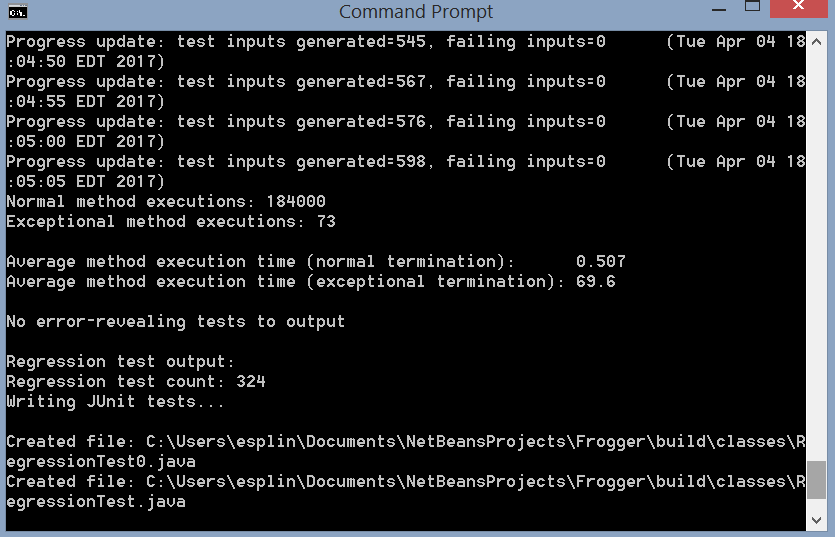 Command Prompt
Progress update: test inputs generated=545, failing inputs=0      (Tue Apr 04 18
:04:50 EDT 2017)
Progress update: test inputs generated=567, failing inputs=0      (Tue Apr 04 18
:04:55 EDT 2017)
Progress update: test inputs generated=576, failing inputs=0      (Tue Apr 04 18
:05:00 EDT 2017)
Progress update: test inputs generated=598, failing inputs=0      (Tue Apr 04 18
:05:05 EDT 2017)
Normal method executions: 184000
Exceptional method executions: 73
Average method execution time (normal termination):      0.507
Average method execution time (exceptional termination): 69.6
No error-revealing tests to output
Regression test output:
Regression test count: 324
Writing JUnit tests...
Created file: C:\Users\esplin\Documents\NetBeansProjects\Frogger\build\classes\R
egressionTest0.java
Created file: C:\Users\esplin\Documents\NetBeansProjects\Frogger\build\classes\R
egressionTest.java